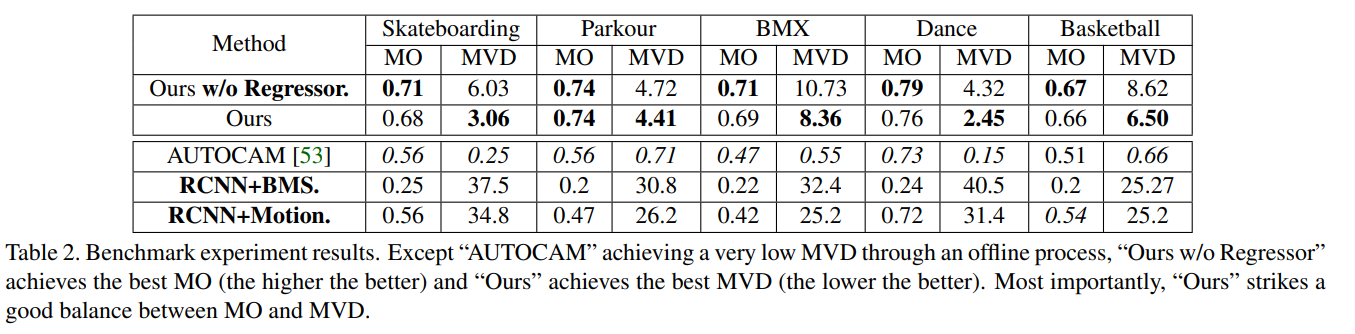 Method Skateboarding Parkour BMX Dance Basketball
MO MVD MO MVD MO MVD MO MVD MO MVD
Ours w/o Regressor. 0.71 6.03 0.74 4.72 0.71 10.73 0.79 4.32 0.67 8.62
Ours 0.68 3.06 0.74 4.41 0.69 8.36 0.76 2.45 0.66 6.50
AUTOCAM [53] 0.56 0.25 0.56 0.71 0.47 0.55 0.73 0.15 0.51 0.66
RCNN+BMS. 0.25 37.5 0.2 30.8 0.22 32.4 0.24 40.5 0.2 25.27
RCNN+Motion. 0.56 34.8 0.47 26.2 0.42 25.2 0.72 31.4 0.54 25.2
Table 2. Benchmark experiment results. Except “AUTOCAM” achieving a very low MVD through an offline process, “Ours w/o Regressor”
achieves the best MO (the higher the better) and “Ours” achieves the best MVD (the lower the better). Most importantly, “Ours” strikes a
good balance between MO and MVD.